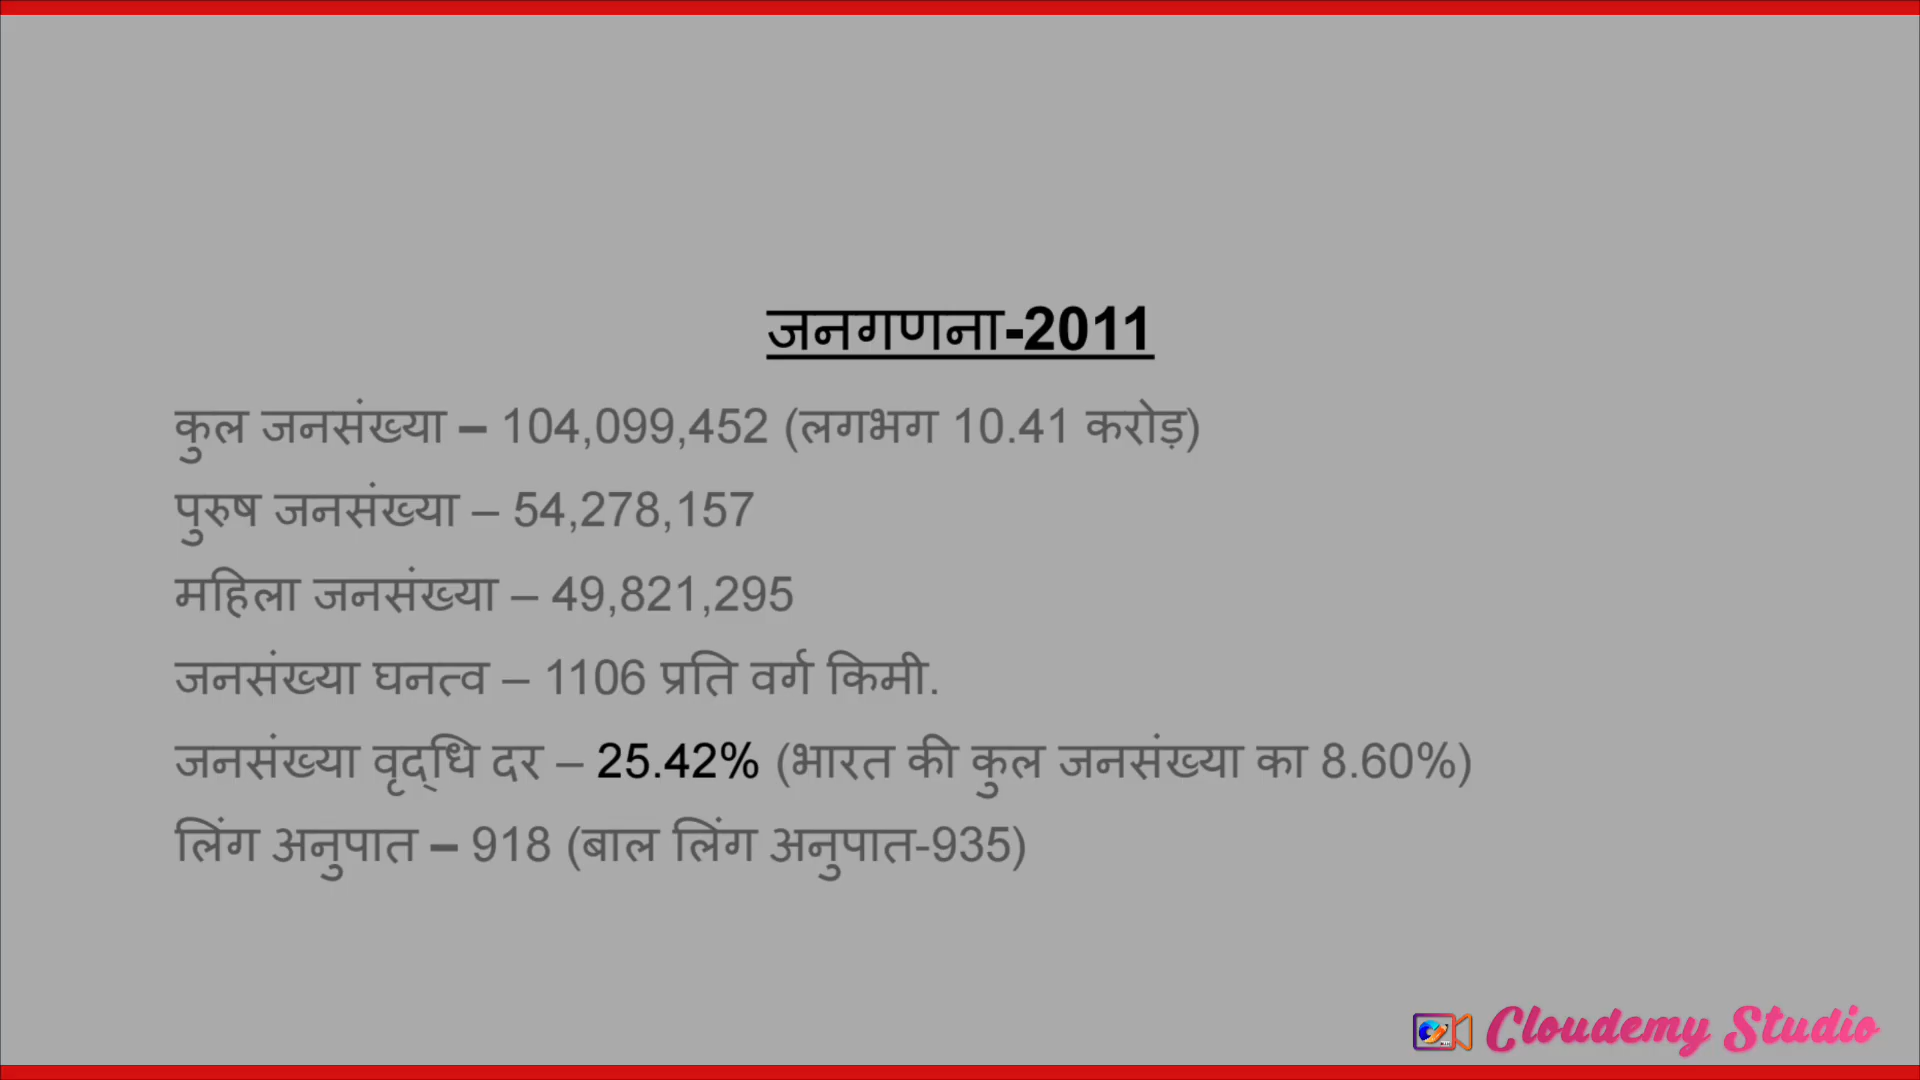 जनगणना-2011
कुल जनसंख्या – 104,099,452 (लगभग 10.41 करोड़)
पुरुष जनसंख्या – 54,278,157
महिला जनसंख्या – 49,821,295
जनसंख्या घनत्व – 1106 प्रति वर्ग किमी.
जनसंख्या वृद्धि दर – 25.42% (भारत की कुल जनसंख्या का 8.60%)
लिंग अनुपात – 918 (बाल लिंग अनुपात-935)
Cloudemy Studio